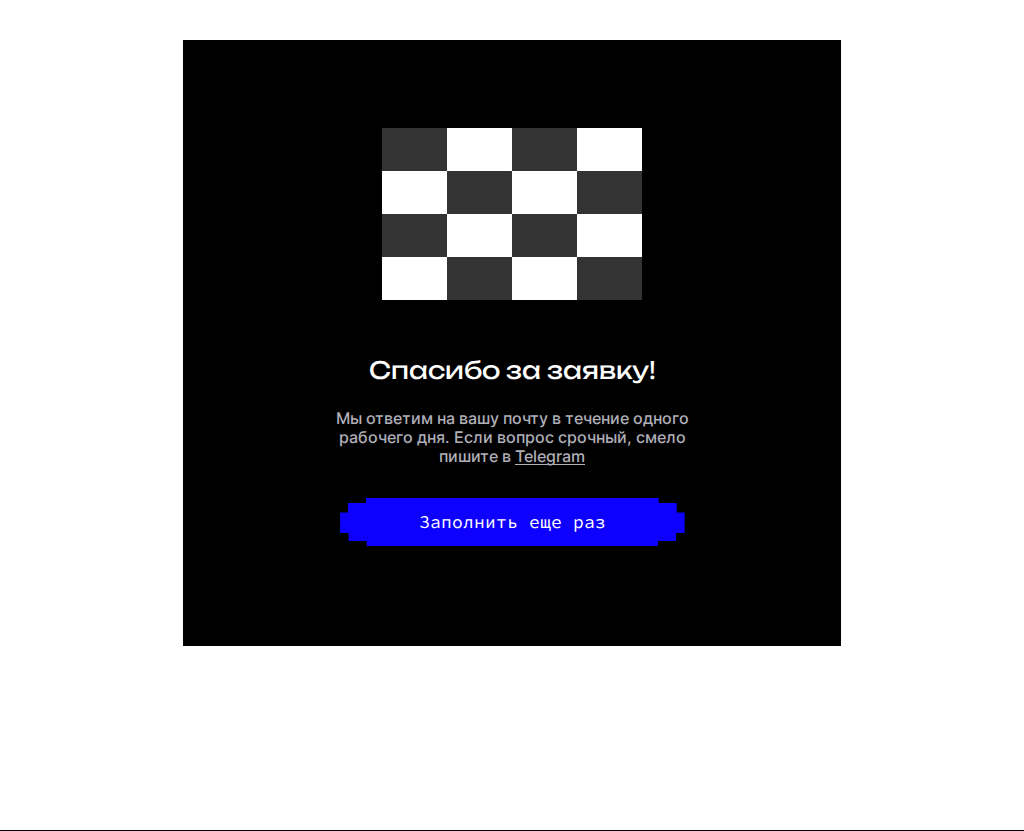 Спасибо за заявку!
Мы ответим на вашу почту в течение одного
рабочего дня. Если вопрос срочный, смело
пишите в Telegram
Заполнить еще раз